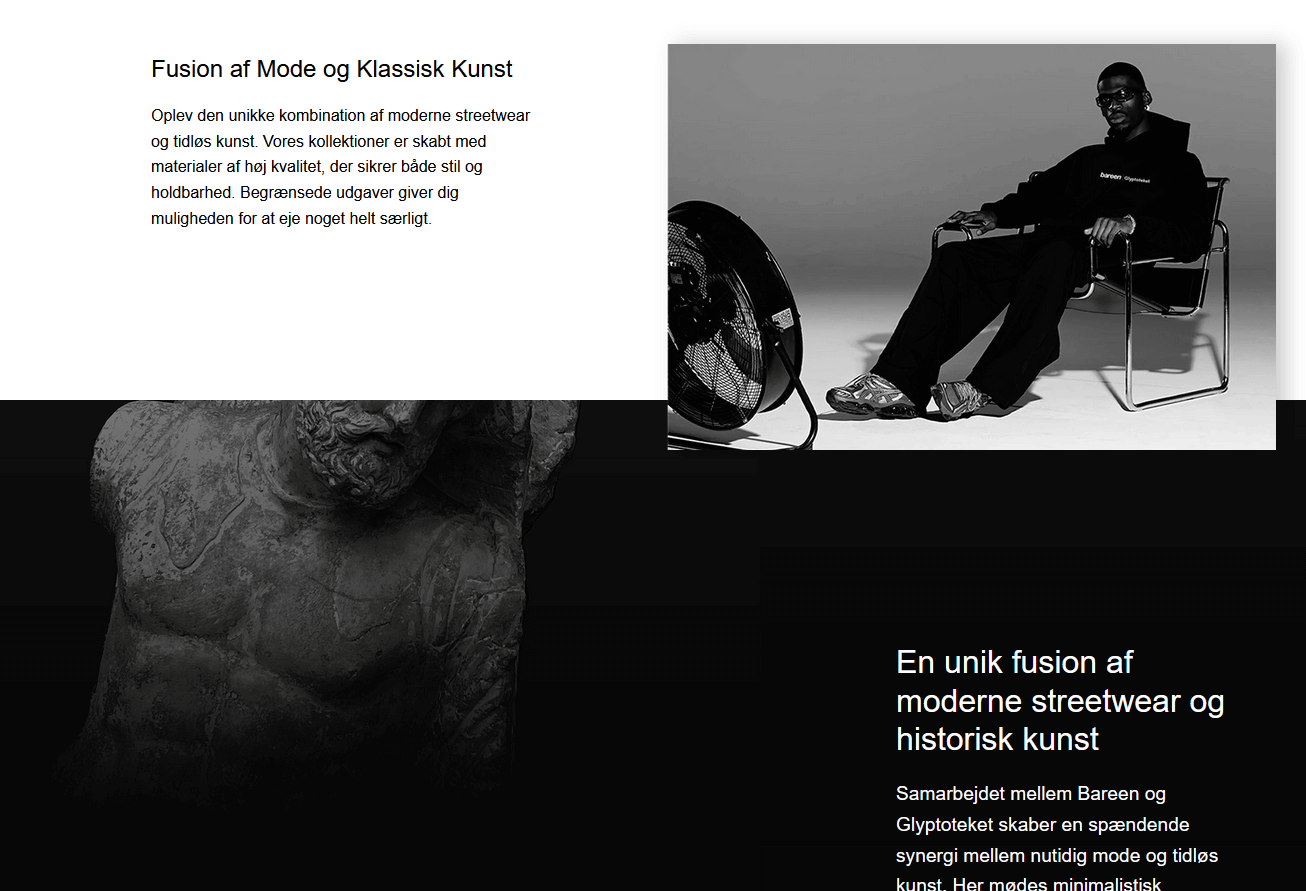 Fusion af Mode og Klassisk Kunst
Oplev den unikke kombination af moderne streetwear
og tidløs kunst. Vores kollektioner er skabt med
materialer af høj kvalitet, der sikrer både stil og
holdbarhed. Begrænsede udgaver giver dig
muligheden for at eje noget helt særligt.
bareen Glyptoteket
En unik fusion af
moderne streetwear og
historisk kunst
Samarbejdet mellem Bareen og
Glyptoteket skaber en spændende
synergi mellem nutidig mode og tidløs
kunst. Her mødes minimalistisk